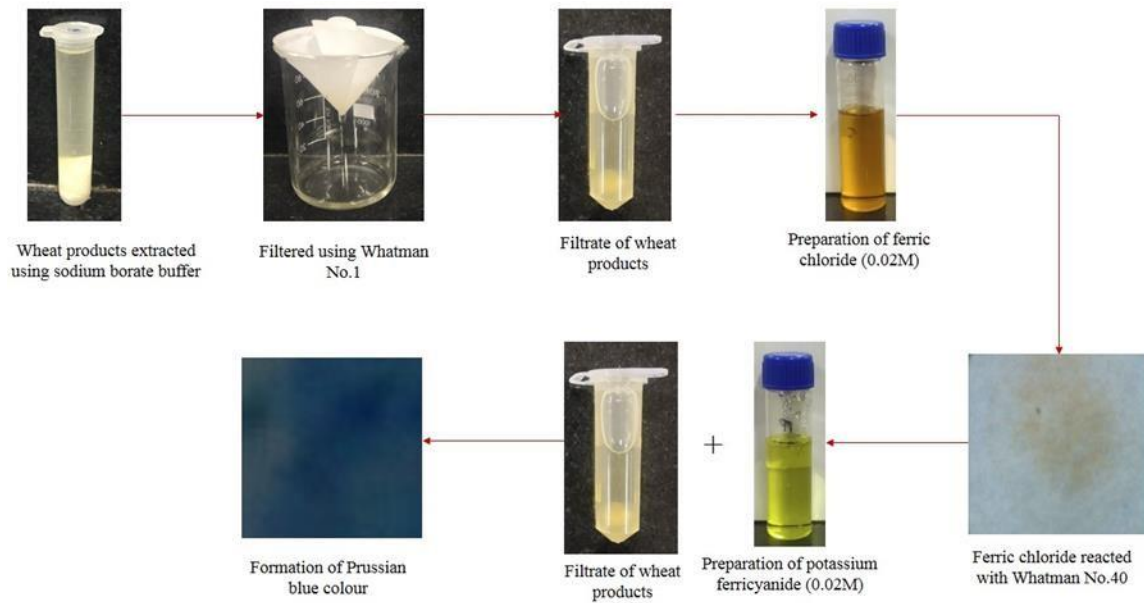 Wheat products extracted
using sodium borate buffer
Filtered using Whatman
No.1
Filtrate of wheat
products
Preparation of ferric
chloride (0.02M)
Ferric chloride reacted
with Whatman No.40
Preparation of potassium
ferricyanide (0.02M)
+
Filtrate of wheat
products
Formation of Prussian
blue colour